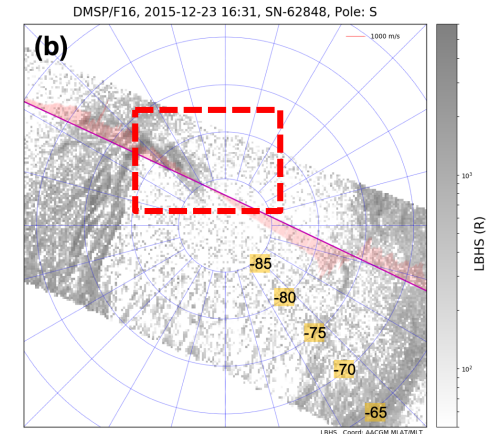 DMSP/F16, 2015-12-23 16:31, SN-62848, Pole: S
(b)
1000 m/s
10³
LBHS (R)
-85
-80
-75
-70
10²
-65
LBHS, Coord: AACGM MLAT/MLT